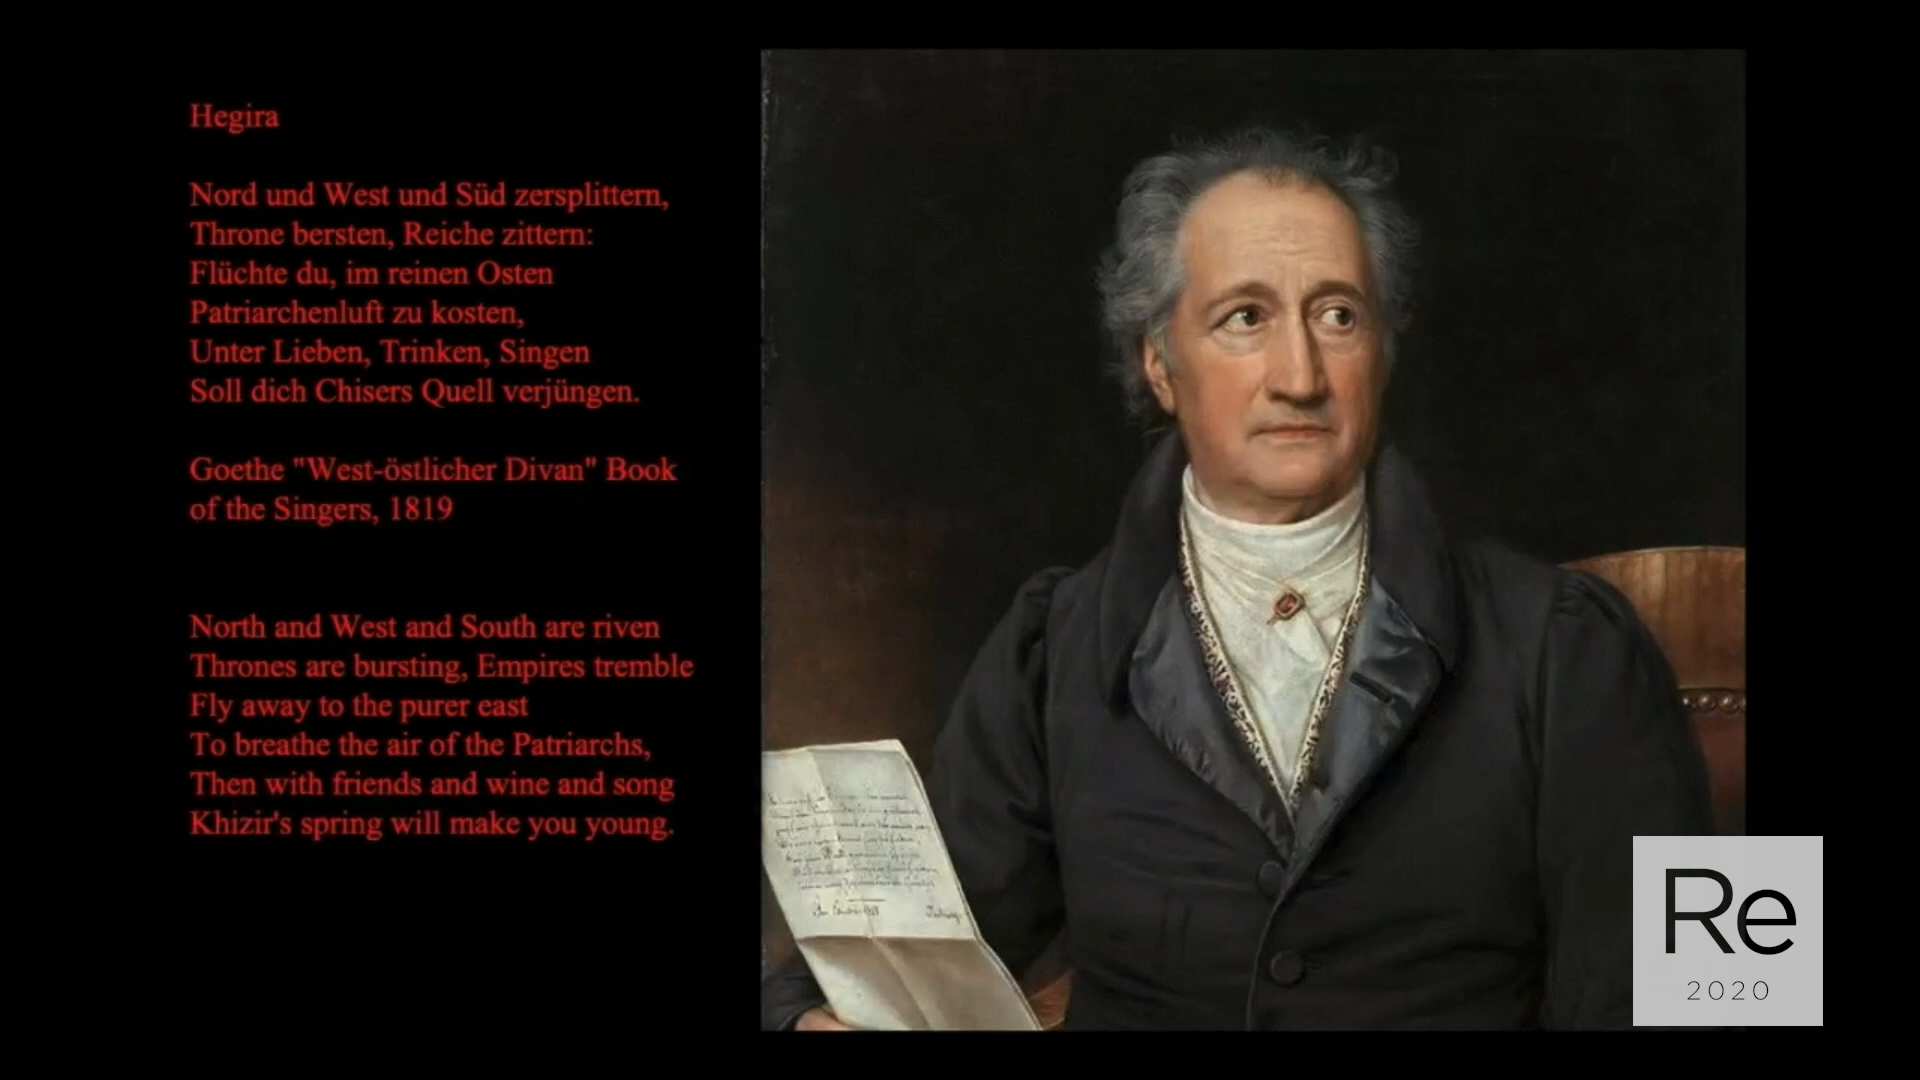 Hegira
Nord und West und Süd zersplittern,
Throne bersten, Reiche zittern:
Flüchte du, im reinen Osten
Patriarchenluft zu kosten,
Unter Lieben, Trinken, Singen
Soll dich Chisers Quell verjüngen.
Goethe "West-östlicher Divan" Book
of the Singers, 1819
North and West and South are riven
Thrones are bursting, Empires tremble
Fly away to the purer east
To breathe the air of the Patriarchs,
Then with friends and wine and song
Khizir's spring will make you young.
Re
2020